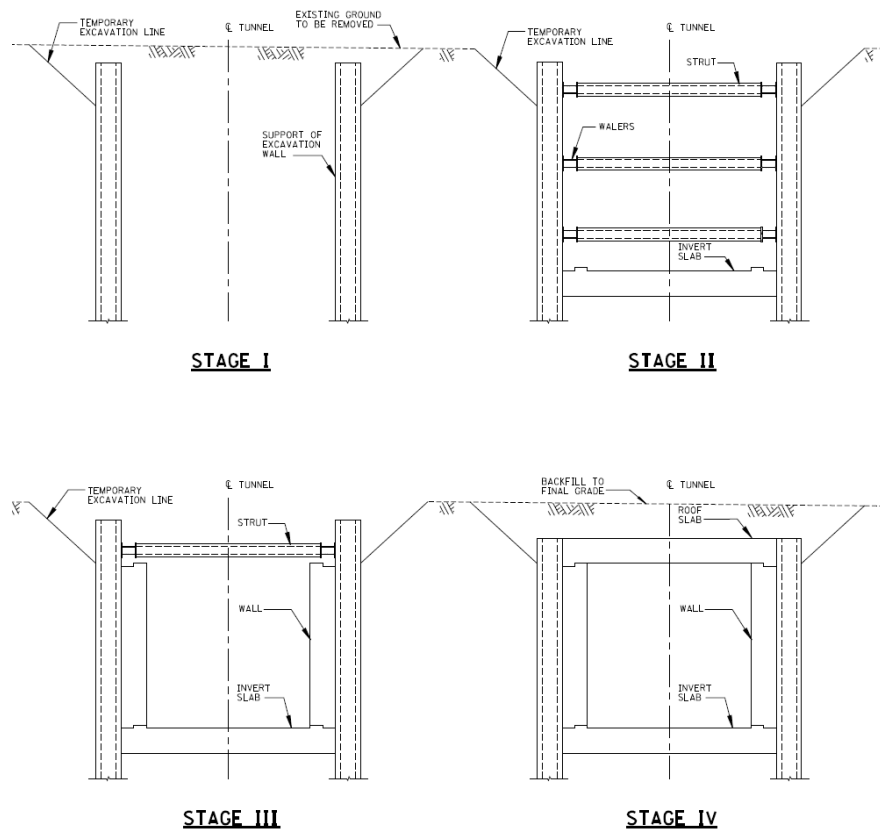 TEMPORARY
EXCAVATION LINE
℄ TUNNEL
EXISTING GROUND
TO BE REMOVED
SUPPORT OF
EXCAVATION
WALL
STAGE I
TEMPORARY
EXCAVATION LINE
℄ TUNNEL
STRUT
WALERS
INVERT
SLAB
STAGE II
TEMPORARY
EXCAVATION LINE
℄ TUNNEL
STRUT
WALL
INVERT
SLAB
STAGE III
BACKFILL TO
FINAL GRADE
℄ TUNNEL
ROOF
SLAB
WALL
INVERT
SLAB
STAGE IV